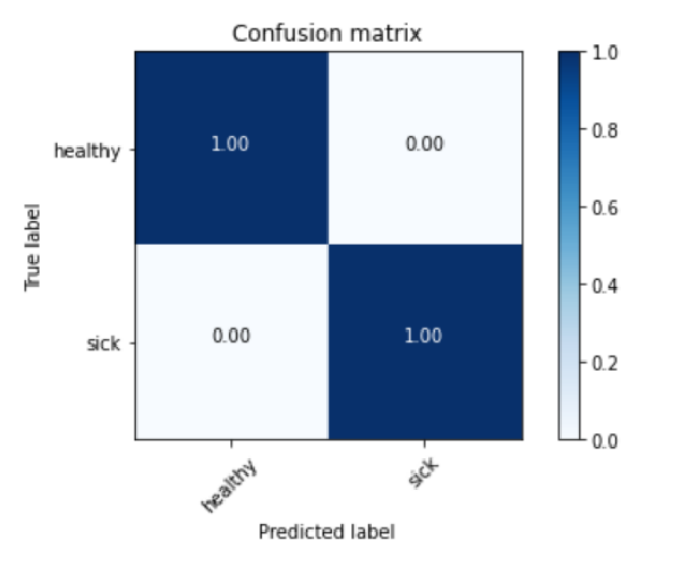 Confusion matrix
1.0
healthy
1.00
0.00
0.8
0.6
True label
0.4
sick
0.00
1.00
0.2
0.0
healthy
sick
Predicted label